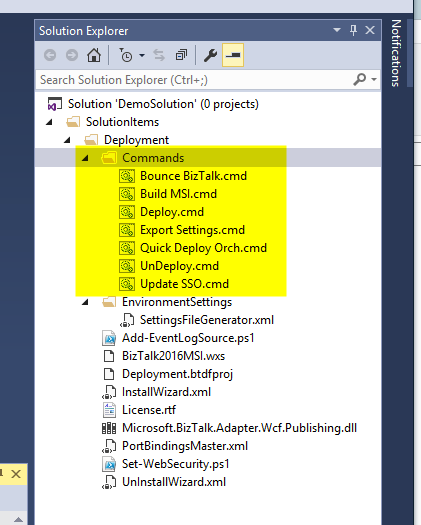 Solution Explorer
Search Solution Explorer (Ctrl+;)
Solution 'DemoSolution' (0 projects)
SolutionItems
Deployment
Commands
Bounce BizTalk.cmd
Build MSI.cmd
Deploy.cmd
Export Settings.cmd
Quick Deploy Orch.cmd
UnDeploy.cmd
Update SSO.cmd
EnvironmentSettings
SettingsFileGenerator.xml
Add-EventLogSource.ps1
BizTalk2016MSI.wxs
Deployment.btdfproj
InstallWizard.xml
License.rtf
Microsoft.BizTalk.Adapter.Wcf.Publishing.dll
PortBindingsMaster.xml
Set-WebSecurity.ps1
UnInstallWizard.xml
Notifications